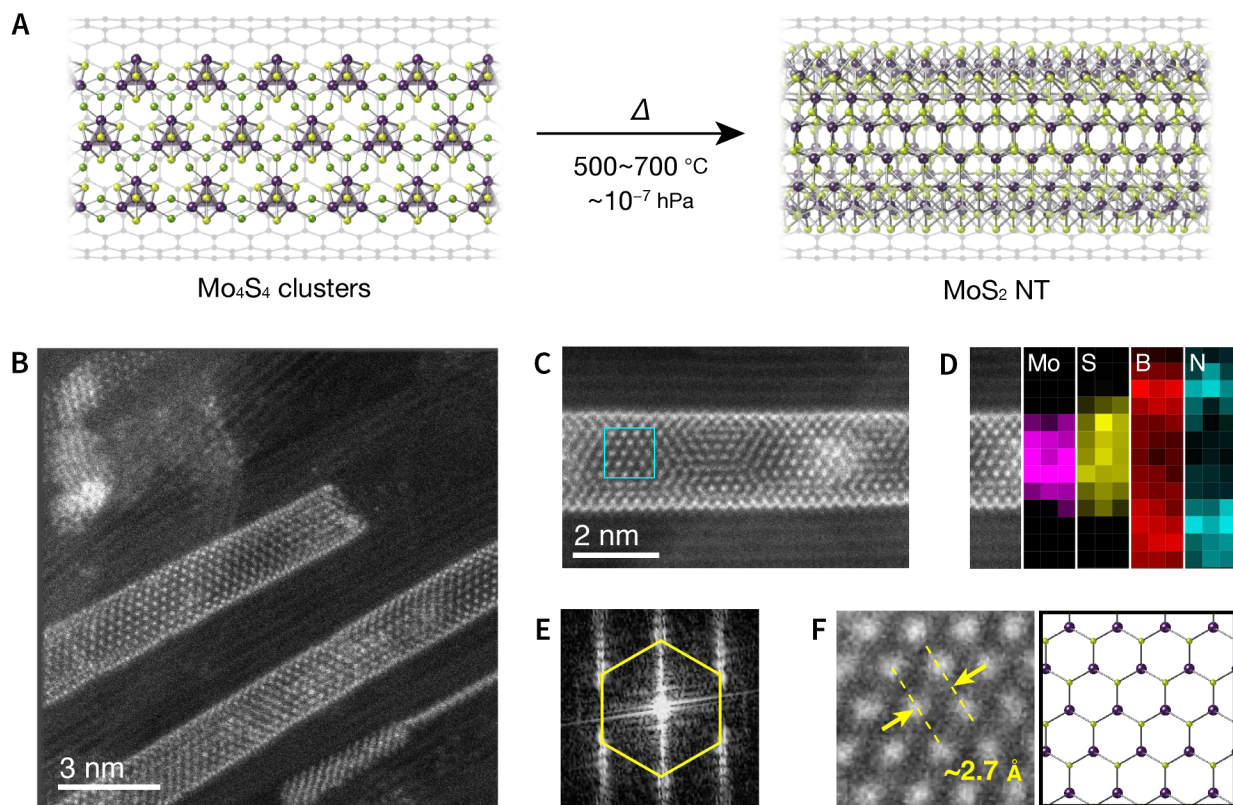 A
Δ
500~700 °C
~10⁻⁷ hPa
Mo₄S₄ clusters
MoS₂ NT
B
3 nm
C
2 nm
D
Mo
S
B
N
E
F
~2.7 Å